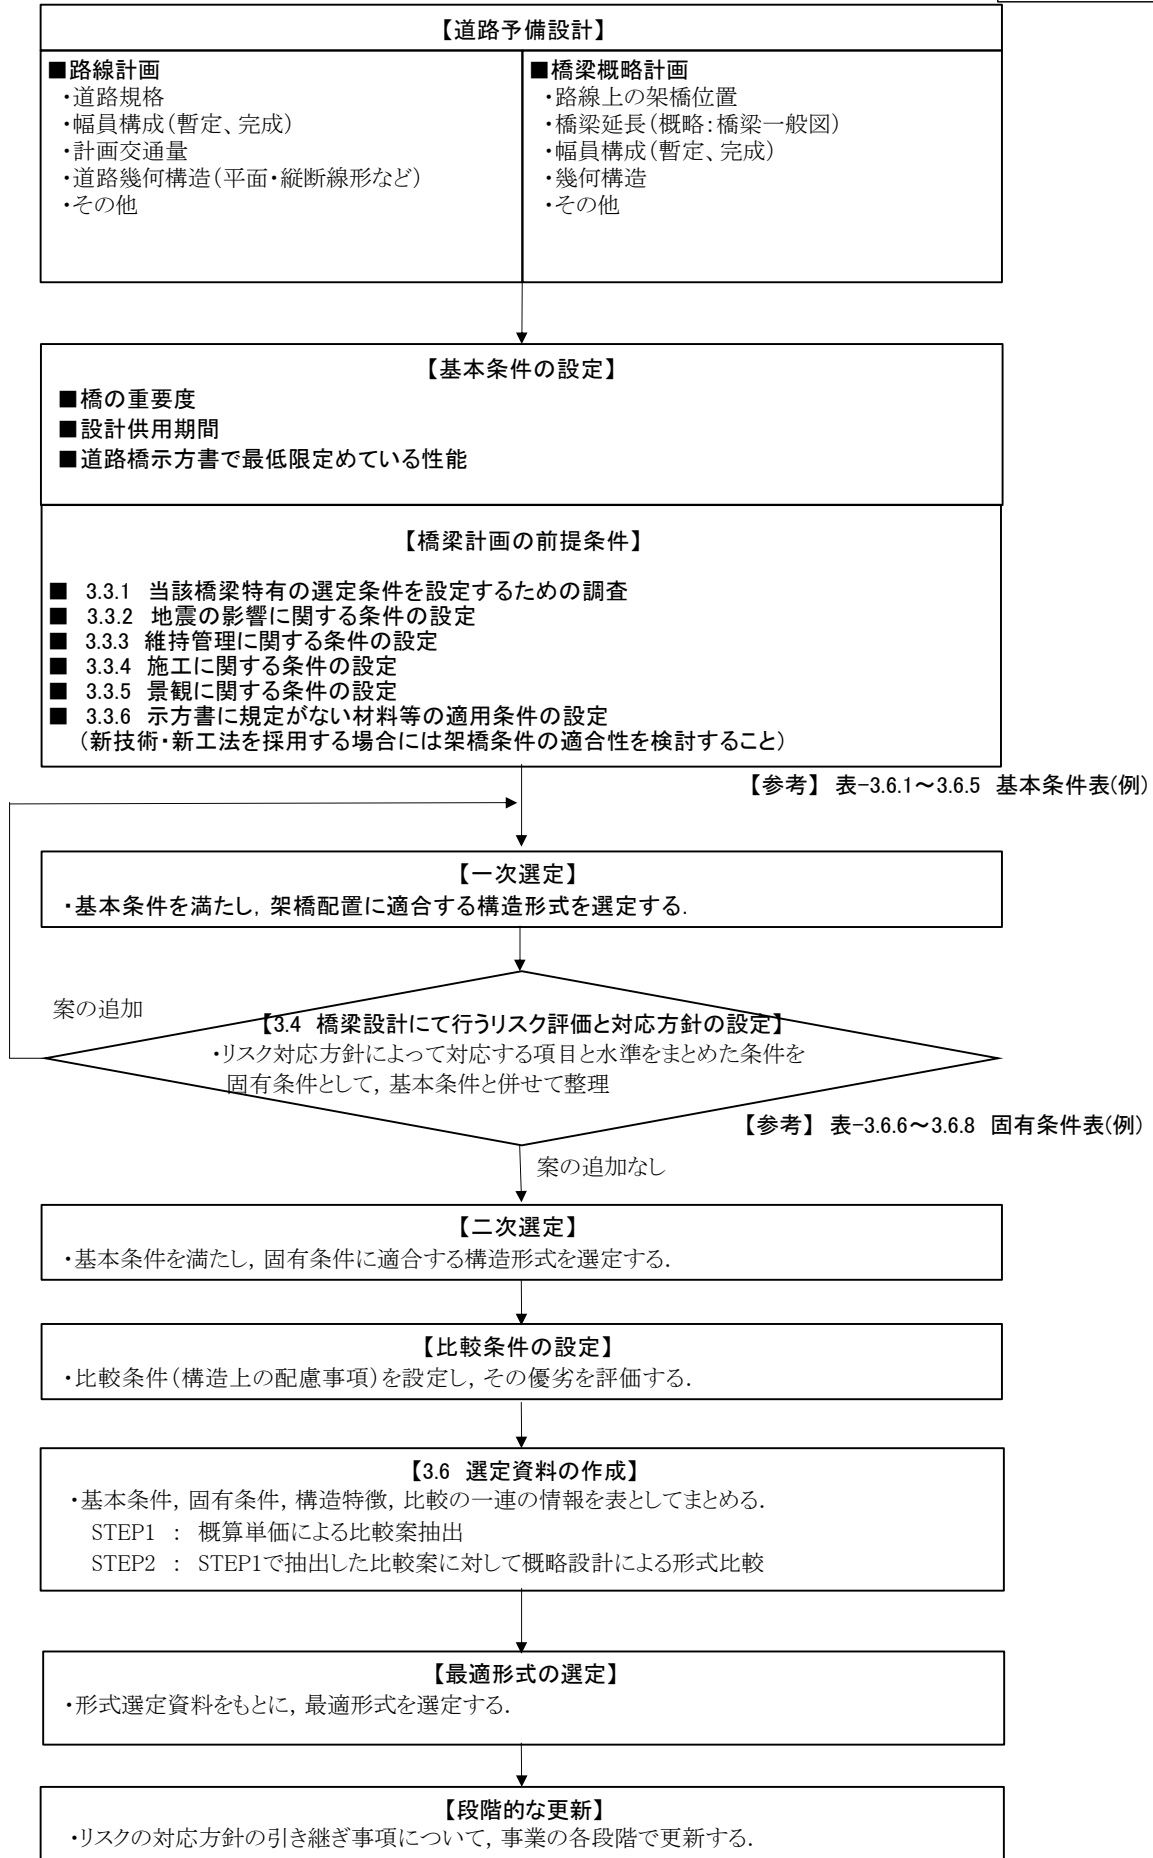 【道路予備設計】
■路線計画
・道路規格
・幅員構成(暫定、完成)
・計画交通量
・道路幾何構造(平面・縦断線形など)
・その他
■橋梁概略計画
・路線上の架橋位置
・橋梁延長(概略:橋梁一般図)
・幅員構成(暫定、完成)
・幾何構造
・その他
【基本条件の設定】
■橋の重要度
■設計供用期間
■道路橋示方書で最低限定めている性能
【橋梁計画の前提条件】
■ 3.3.1 当該橋梁特有の選定条件を設定するための調査
■ 3.3.2 地震の影響に関する条件の設定
■ 3.3.3 維持管理に関する条件の設定
■ 3.3.4 施工に関する条件の設定
■ 3.3.5 景観に関する条件の設定
■ 3.3.6 示方書に規定がない材料等の適用条件の設定
(新技術・新工法を採用する場合には架橋条件の適合性を検討すること)
【参考】 表-3.6.1～3.6.5 基本条件表(例)
【一次選定】
・基本条件を満たし，架橋配置に適合する構造形式を選定する．
案の追加
【3.4 橋梁設計にて行うリスク評価と対応方針の設定】
・リスク対応方針によって対応する項目と水準をまとめた条件を
固有条件として，基本条件と併せて整理
【参考】 表-3.6.6～3.6.8 固有条件表(例)
案の追加なし
【二次選定】
・基本条件を満たし，固有条件に適合する構造形式を選定する．
【比較条件の設定】
・比較条件(構造上の配慮事項)を設定し，その優劣を評価する．
【3.6 選定資料の作成】
・基本条件，固有条件，構造特徴，比較の一連の情報を表としてまとめる．
STEP1 : 概算単価による比較案抽出
STEP2 : STEP1で抽出した比較案に対して概略設計による形式比較
【最適形式の選定】
・形式選定資料をもとに，最適形式を選定する．
【段階的な更新】
・リスクの対応方針の引き継ぎ事項について，事業の各段階で更新する．